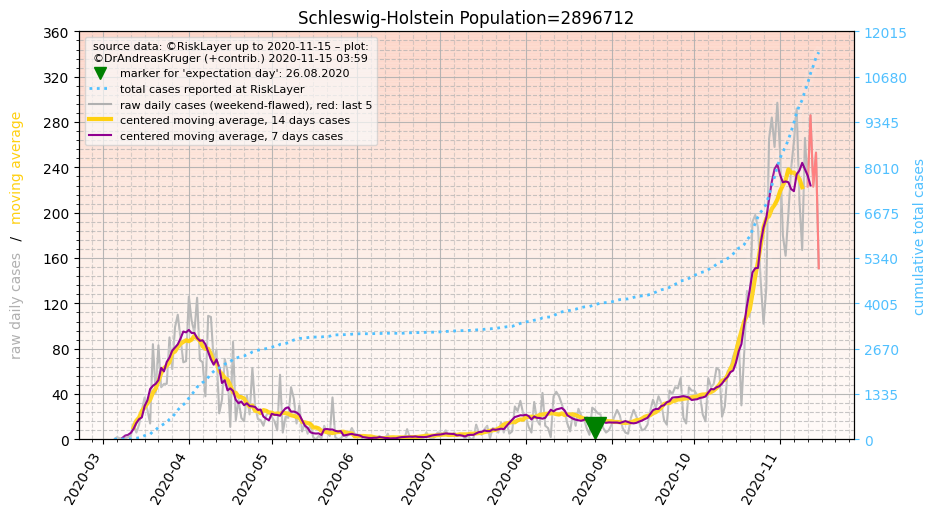 Schleswig-Holstein Population=2896712
source data: ©RiskLayer up to 2020-11-15 – plot:
©DrAndreasKruger (+contrib.) 2020-11-15 03:59
marker for 'expectation day': 26.08.2020
total cases reported at RiskLayer
raw daily cases (weekend-flawed), red: last 5
centered moving average, 14 days cases
centered moving average, 7 days cases
raw daily cases / moving average
360
320
280
240
200
160
120
80
40
0
12015
10680
9345
8010
6675
5340
4005
2670
1335
0
cumulative total cases
2020-03
2020-04
2020-05
2020-06
2020-07
2020-08
2020-09
2020-10
2020-11